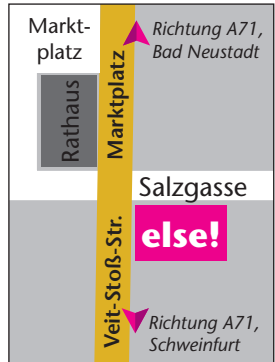 Markt-
platz
Richtung A71,
Bad Neustadt
Marktplatz
Rathaus
Salzgasse
else!
Veit-Stoß-Str.
Richtung A71,
Schweinfurt